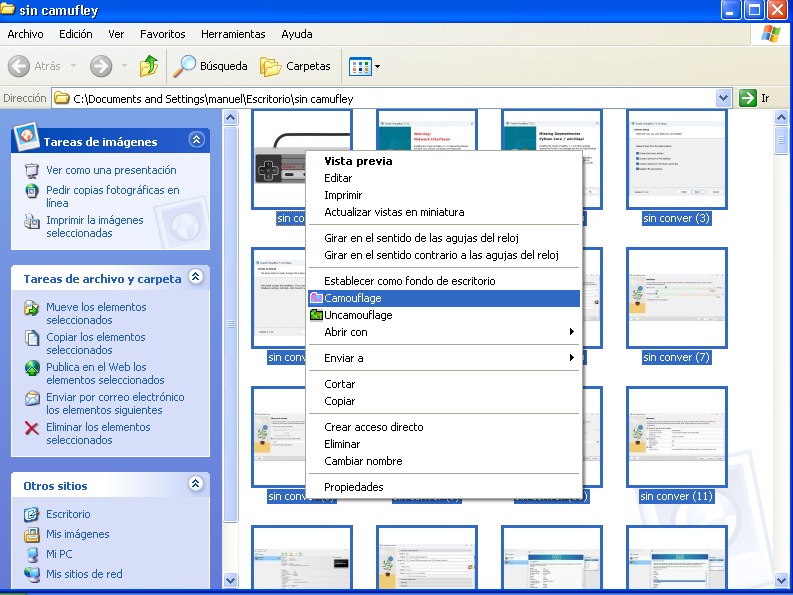 sin camufley
Archivo Edición Ver Favoritos Herramientas Ayuda
Atrás Búsqueda Carpetas
Dirección C:\Documents and Settings\manuel\Escritorio\sin camufley Ir
Tareas de imágenes
Ver como una presentación
Pedir copias fotográficas en
línea
Imprimir la imágenes
seleccionadas
Tareas de archivo y carpeta
Mueve los elementos
seleccionados
Copiar los elementos
seleccionados
Publica en el Web los
elementos seleccionados
Enviar por correo electrónico
los elementos siguientes
Eliminar los elementos
seleccionados
Otros sitios
Escritorio
Mis imágenes
Mi PC
Mis sitios de red
Warning:
Network Interfaces
Missing Dependencies
Python Core / win32api
sin co
sin conver (3)
sin conv
sin conver (7)
sin conver (11)
Vista previa
Editar
Imprimir
Actualizar vistas en miniatura
Girar en el sentido de las agujas del reloj
Girar en el sentido contrario a las agujas del reloj
Establecer como fondo de escritorio
Camouflage
Uncamouflage
Abrir con
Enviar a
Cortar
Copiar
Crear acceso directo
Eliminar
Cambiar nombre
Propiedades